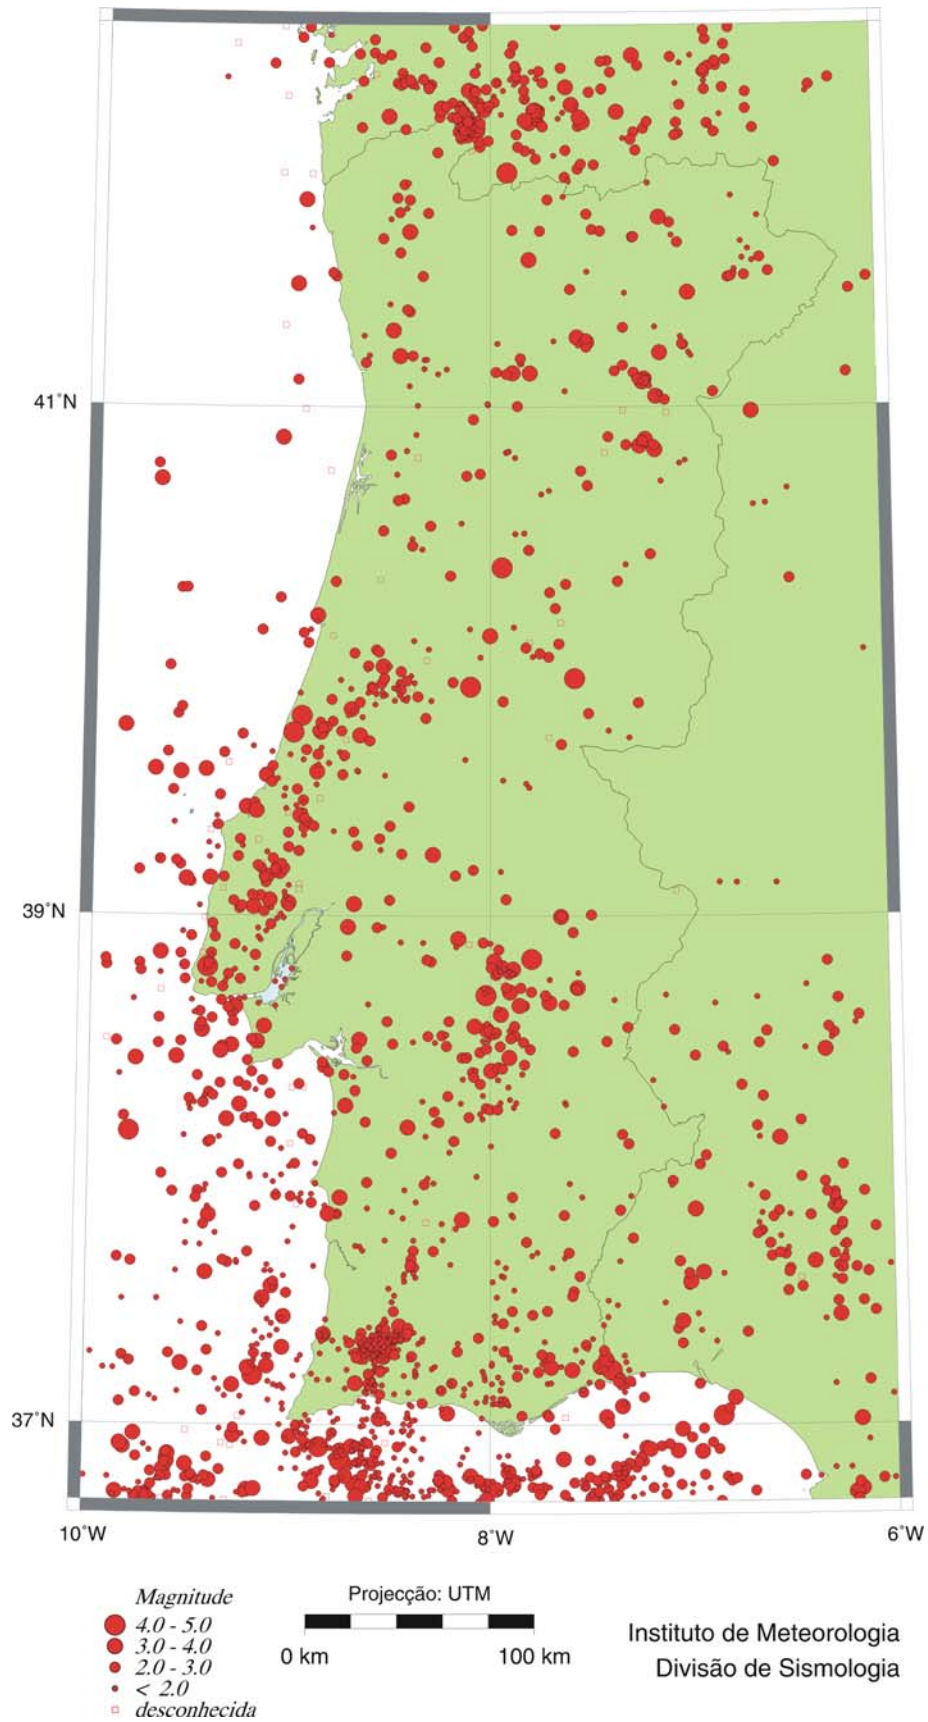 41°N
39°N
37°N
10°W
8°W
6°W
Magnitude
4.0 - 5.0
3.0 - 4.0
2.0 - 3.0
< 2.0
desconhecida
Projecção: UTM
0 km
100 km
Instituto de Meteorologia
Divisão de Sismologia